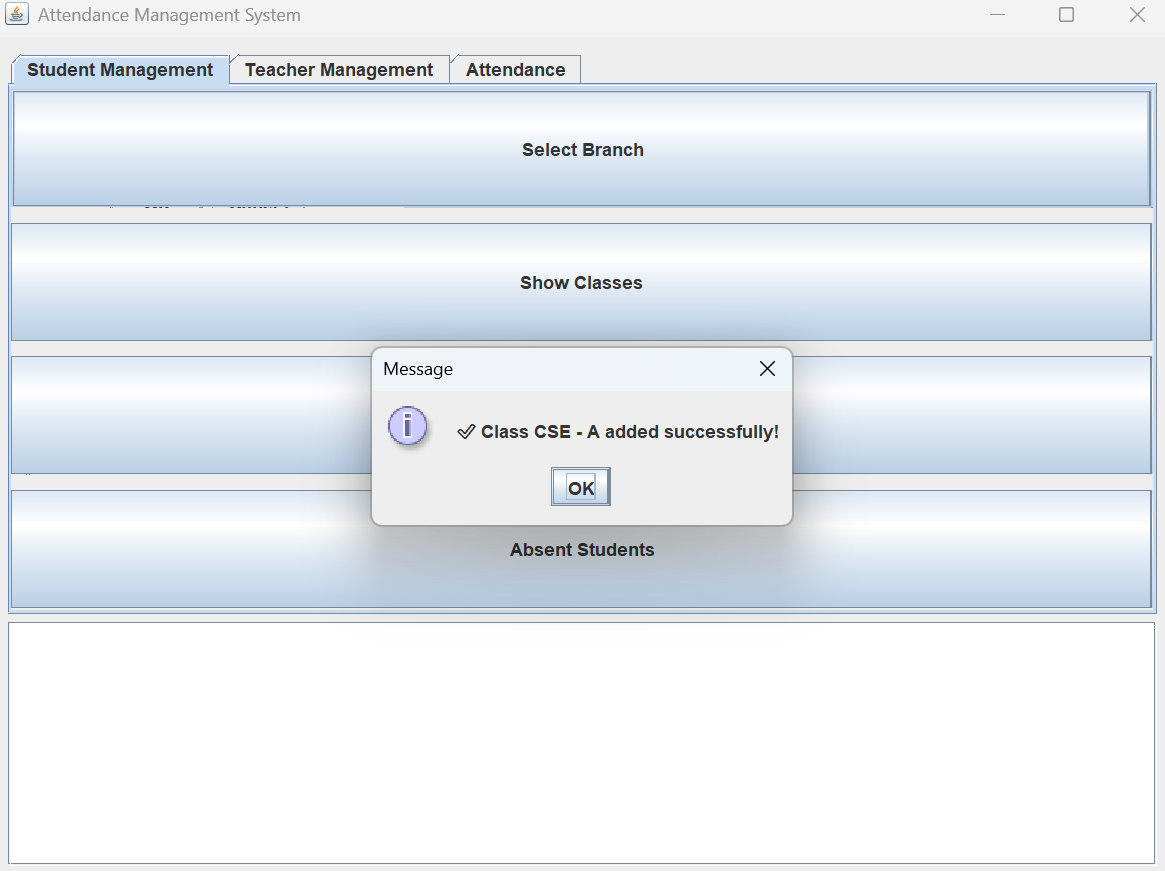 Attendance Management System
Student Management Teacher Management Attendance
Select Branch
Show Classes
Message
✓ Class CSE - A added successfully!
OK
Absent Students